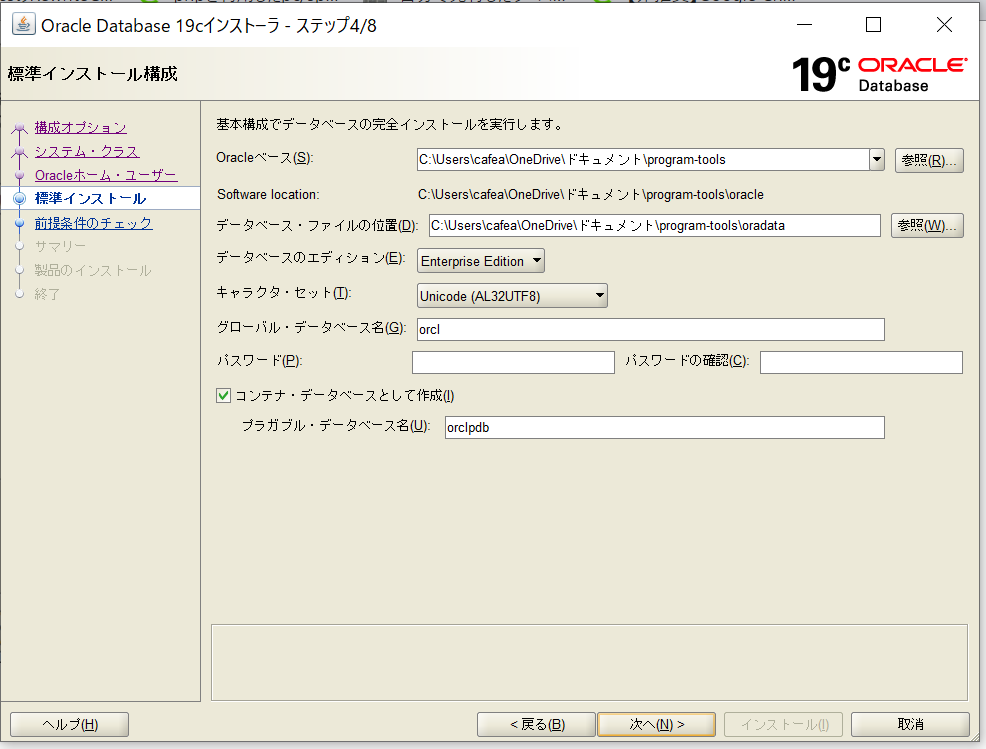 Oracle Database 19cインストーラ - ステップ4/8
標準インストール構成
19c ORACLE
Database
構成オプション
システム・クラス
Oracleホーム・ユーザー
標準インストール
前提条件のチェック
サマリー
製品のインストール
終了
基本構成でデータベースの完全インストールを実行します。
Oracleベース(S): C:\Users\cafea\OneDrive\ドキュメント\program-tools 参照(R)...
Software location: C:\Users\cafea\OneDrive\ドキュメント\program-tools\oracle
データベース・ファイルの位置(D): C:\Users\cafea\OneDrive\ドキュメント\program-tools\oradata 参照(W)...
データベースのエディション(E): Enterprise Edition
キャラクタ・セット(T): Unicode (AL32UTF8)
グローバル・データベース名(G): orcl
パスワード(P): パスワードの確認(C):
コンテナ・データベースとして作成(I)
プラガブル・データベース名(U): orclpdb
ヘルプ(H) < 戻る(B) 次へ(N) > インストール(I) 取消